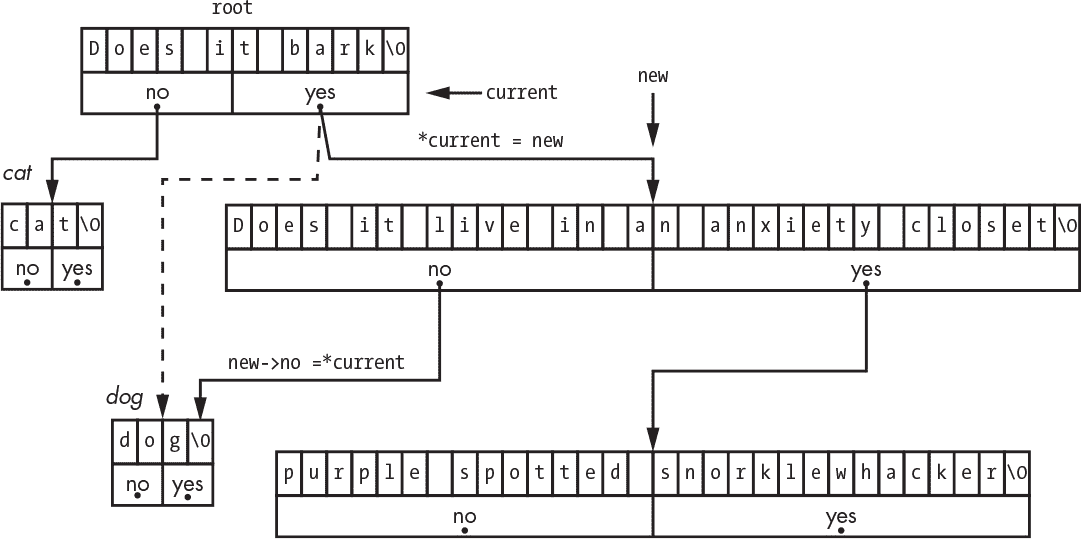 root
Does it bark\0
no yes
current
new
*current = new
cat
cat\0
no yes
Does it live in an anxiety closet\0
no yes
new->no =*current
dog
dog\0
no yes
purple spotted snorklewhacker\0
no yes